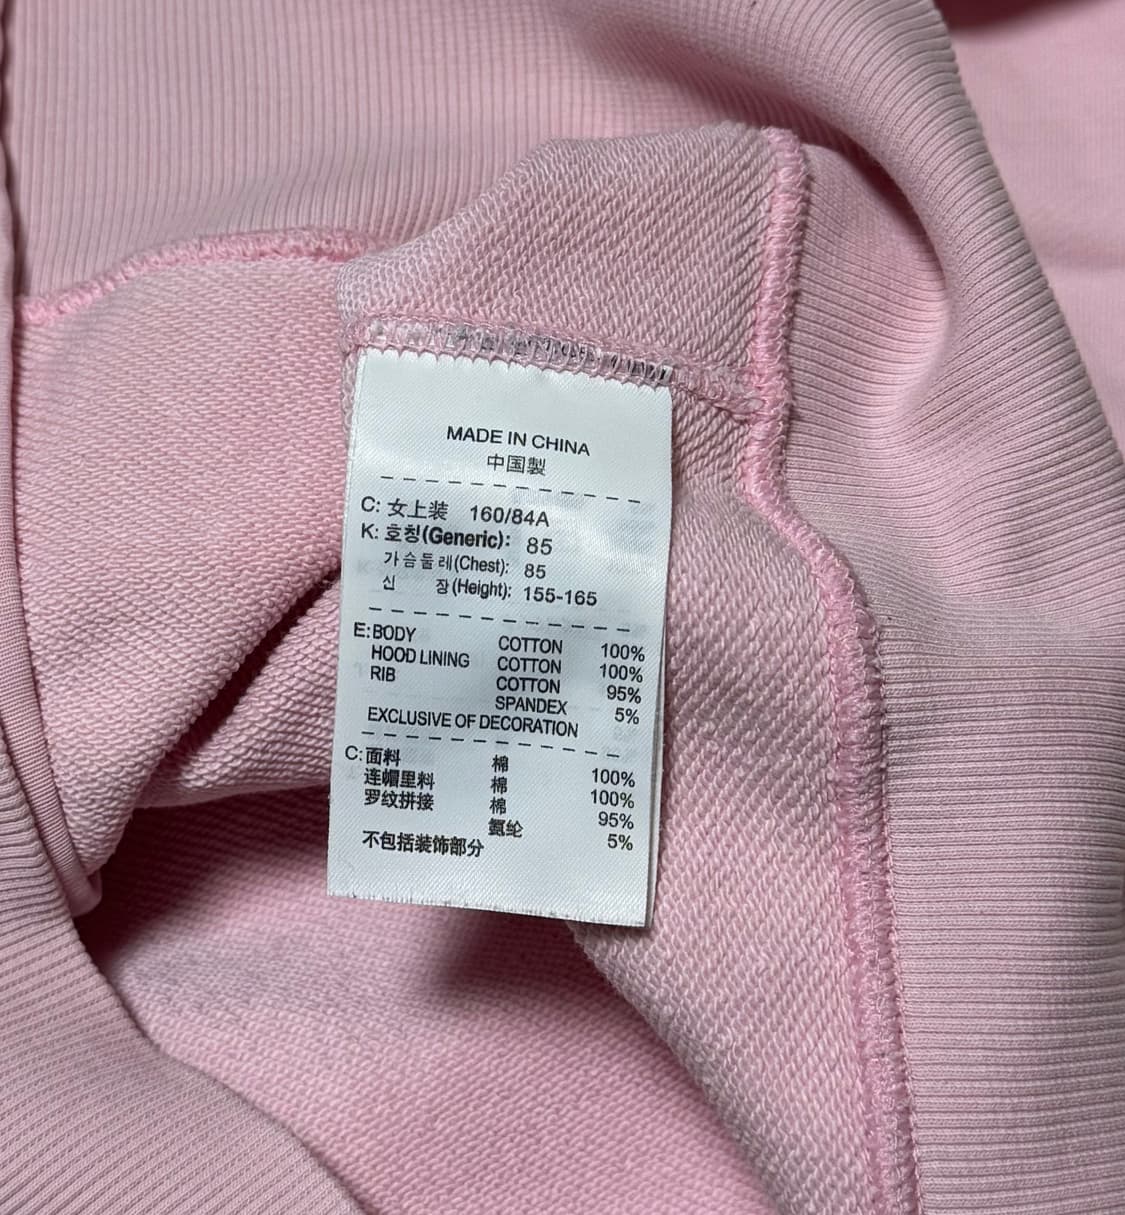 MADE IN CHINA
中国製
C: 女上装 160/84A
K: 호칭(Generic): 85
가슴둘레(Chest): 85
신 장(Height): 155-165
E: BODY COTTON 100%
HOOD LINING COTTON 100%
RIB COTTON 95%
SPANDEX 5%
EXCLUSIVE OF DECORATION
C: 面料 棉 100%
连帽里料 棉 100%
罗纹拼接 棉 95%
氨纶 5%
不包括装饰部分